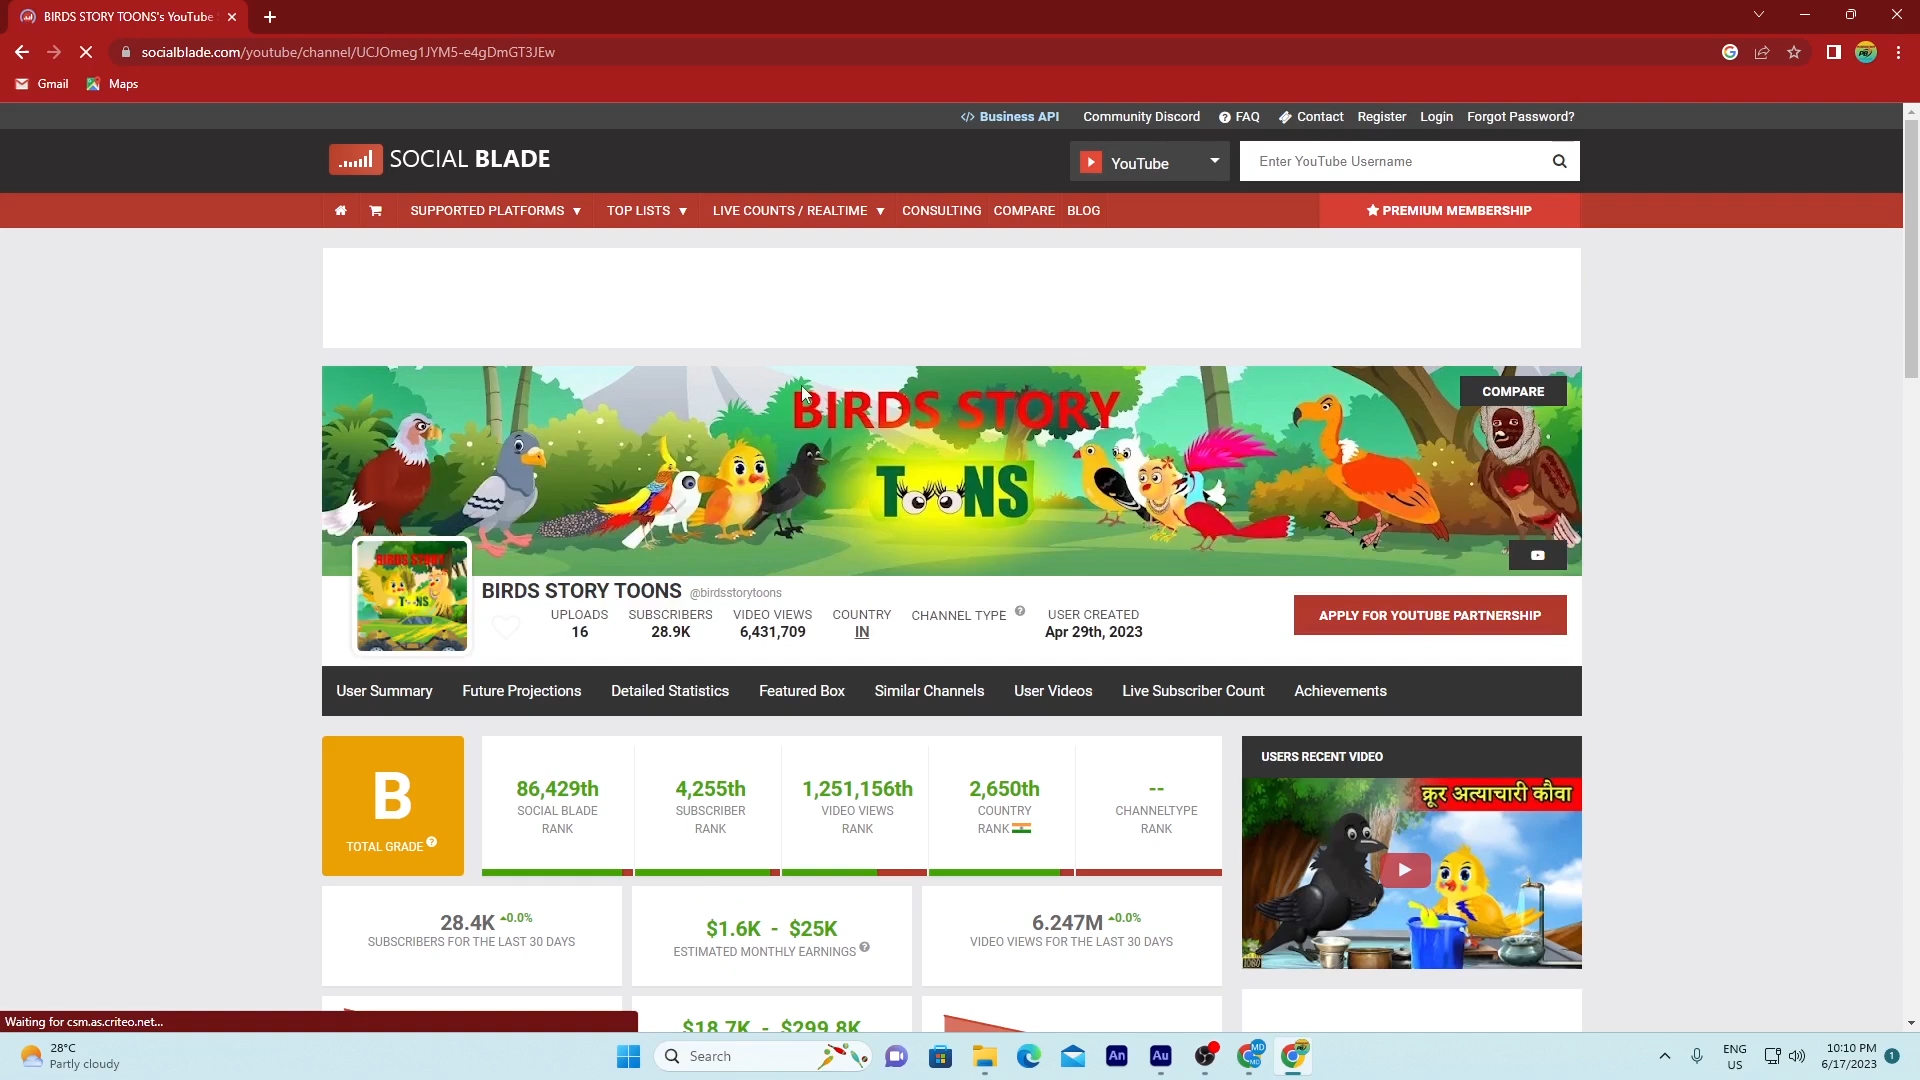 BIRDS STORY TOONS's YouTube
socialblade.com/youtube/channel/UCJOmeg1JYM5-e4gDmGT3JEw
Gmail Maps
</> Business API Community Discord FAQ Contact Register Login Forgot Password?
SOCIAL BLADE YouTube Enter YouTube Username
SUPPORTED PLATFORMS TOP LISTS LIVE COUNTS / REALTIME CONSULTING COMPARE BLOG PREMIUM MEMBERSHIP
COMPARE
BIRDS STORY
TOONS
BIRDS STORY TOONS @birdsstorytoons
UPLOADS SUBSCRIBERS VIDEO VIEWS COUNTRY CHANNEL TYPE USER CREATED
16 28.9K 6,431,709 IN Apr 29th, 2023
APPLY FOR YOUTUBE PARTNERSHIP
User Summary Future Projections Detailed Statistics Featured Box Similar Channels User Videos Live Subscriber Count Achievements
B
TOTAL GRADE
86,429th 4,255th 1,251,156th 2,650th --
SOCIAL BLADE SUBSCRIBER VIDEO VIEWS COUNTRY CHANNELTYPE
RANK RANK RANK RANK RANK
USERS RECENT VIDEO
क्रूर अत्याचारी कौवा
28.4K 0.0% $1.6K - $25K 6.247M 0.0%
SUBSCRIBERS FOR THE LAST 30 DAYS ESTIMATED MONTHLY EARNINGS VIDEO VIEWS FOR THE LAST 30 DAYS
$18.7K - $299.8K
Waiting for csm.as.criteo.net...
28°C
Partly cloudy
Search
An Au
ENG
US
10:10 PM
6/17/2023
1